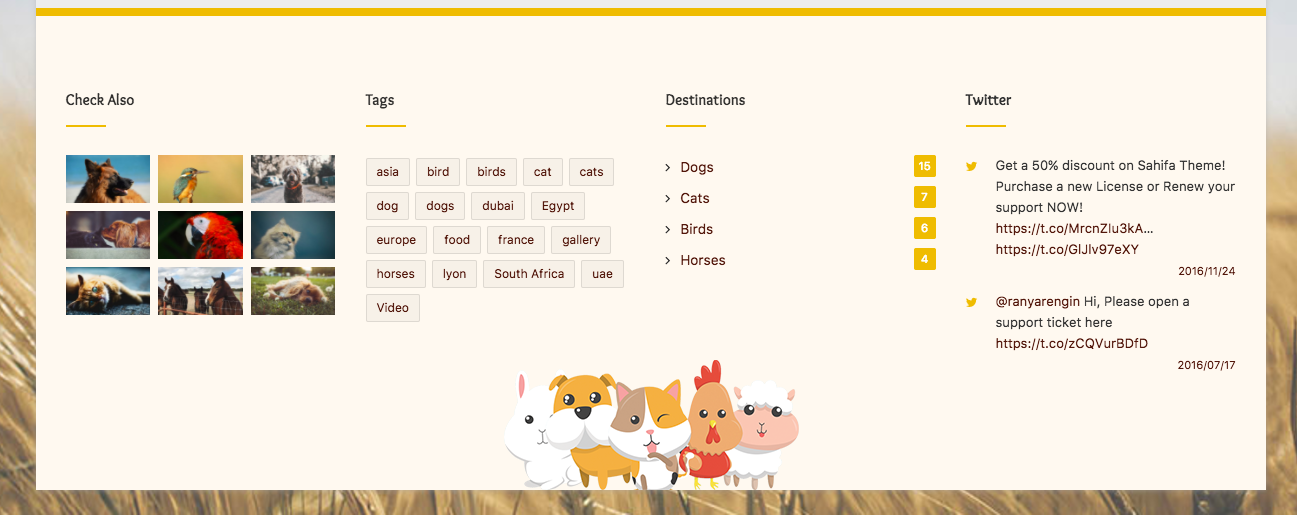 Check Also
Tags
asia bird birds cat cats
dog dogs dubai Egypt
europe food france gallery
horses lyon South Africa uae
Video
Destinations
Dogs 15
Cats 7
Birds 6
Horses 4
Twitter
Get a 50% discount on Sahifa Theme!
Purchase a new License or Renew your
support NOW!
https://t.co/MrcnZlu3kA…
https://t.co/GlJlv97eXY
2016/11/24
@ranyarengin Hi, Please open a
support ticket here
https://t.co/zCQVurBDfD
2016/07/17